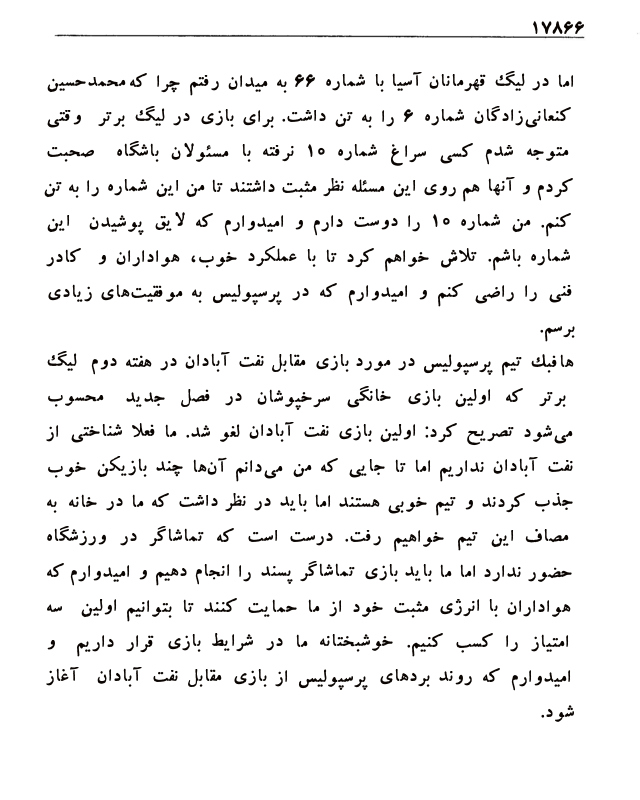 ۱۷۸۶۶
اما در لیگ قهرمانان آسیا با شماره ۶۶ به میدان رفتم چرا که محمدحسین
کنعانی‌زادگان شماره ۶ را به تن داشت. برای بازی در لیگ برتر وقتی
متوجه شدم کسی سراغ شماره ۱۰ نرفته با مسئولان باشگاه صحبت
کردم و آنها هم روی این مسئله نظر مثبت داشتند تا من این شماره را به تن
کنم. من شماره ۱۰ را دوست دارم و امیدوارم که لایق پوشیدن این
شماره باشم. تلاش خواهم کرد تا با عملکرد خوب، هواداران و کادر
فنی را راضی کنم و امیدوارم که در پرسپولیس به موفقیت‌های زیادی
برسم.
هافبک تیم پرسپولیس در مورد بازی مقابل نفت آبادان در هفته دوم لیگ
برتر که اولین بازی خانگی سرخپوشان در فصل جدید محسوب
می‌شود تصریح کرد: اولین بازی نفت آبادان لغو شد. ما فعلا شناختی از
نفت آبادان نداریم اما تا جایی که من می‌دانم آن‌ها چند بازیکن خوب
جذب کردند و تیم خوبی هستند اما باید در نظر داشت که ما در خانه به
مصاف این تیم خواهیم رفت. درست است که تماشاگر در ورزشگاه
حضور ندارد اما ما باید بازی تماشاگر پسند را انجام دهیم و امیدوارم که
هواداران با انرژی مثبت خود از ما حمایت کنند تا بتوانیم اولین سه
امتیاز را کسب کنیم. خوشبختانه ما در شرایط بازی قرار داریم و
امیدوارم که روند بردهای پرسپولیس از بازی مقابل نفت آبادان آغاز
شود.